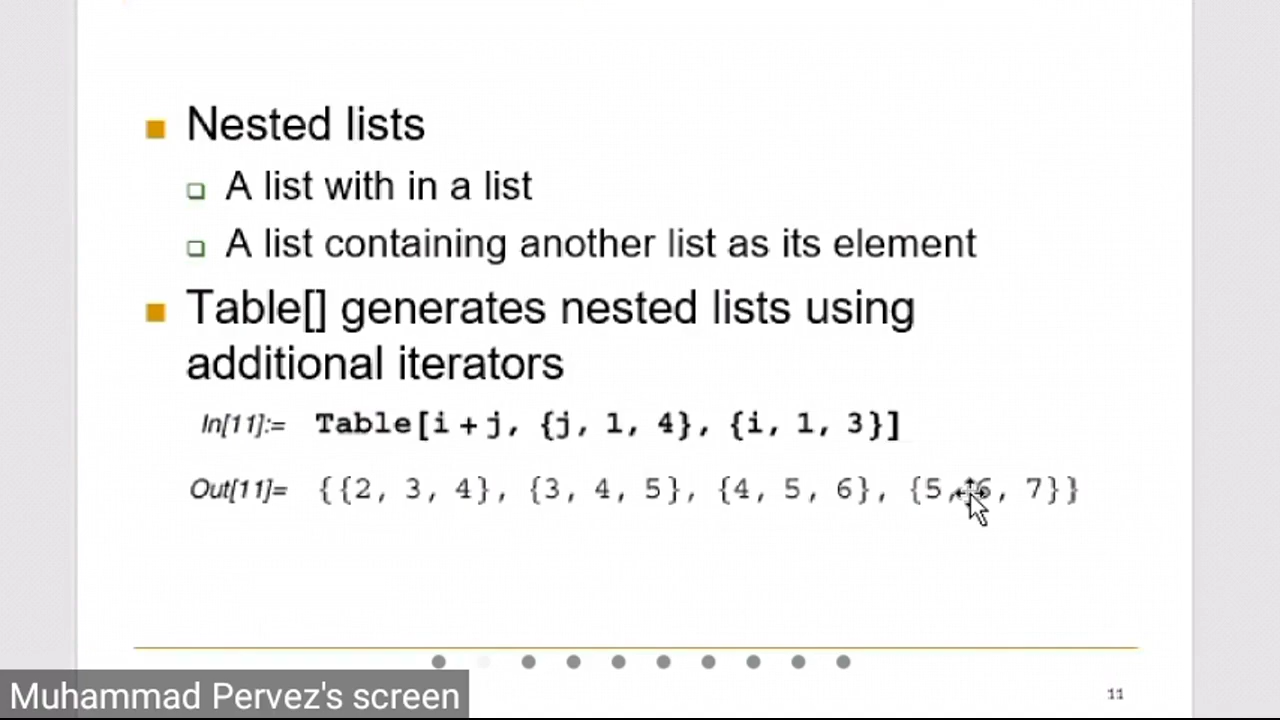 Nested lists
A list with in a list
A list containing another list as its element
Table[] generates nested lists using
additional iterators
In[11]:= Table[i + j, {j, 1, 4}, {i, 1, 3}]
Out[11]= {{2, 3, 4}, {3, 4, 5}, {4, 5, 6}, {5, 6, 7}}
Muhammad Pervez's screen
11